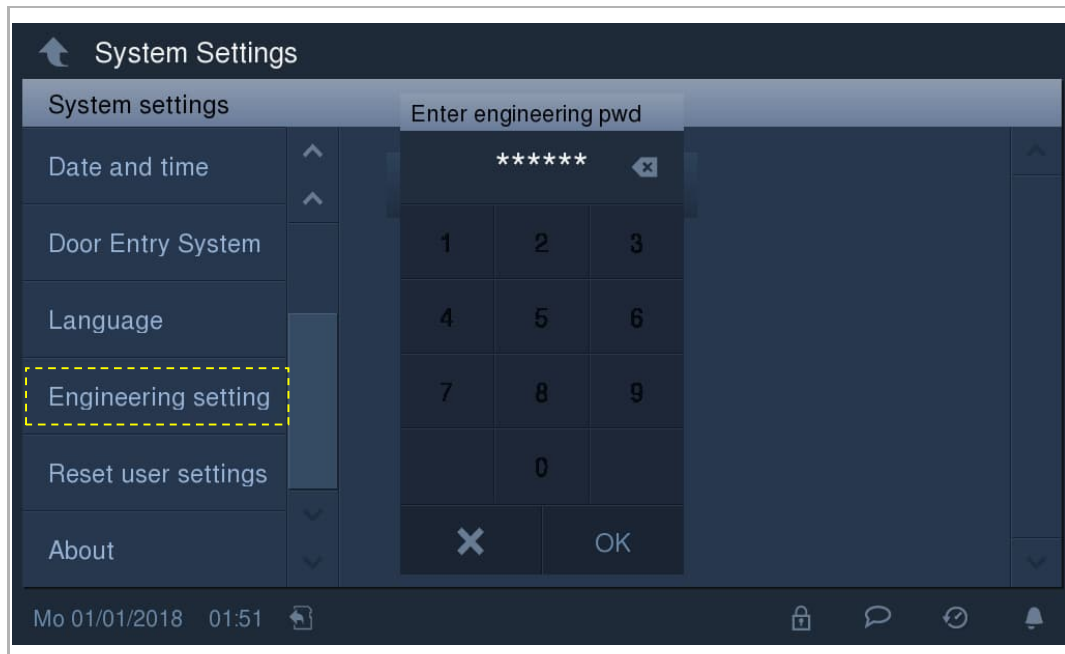 System Settings
System settings
Enter engineering pwd
******
Date and time
Door Entry System
Language
Engineering setting
Reset user settings
About
1 2 3
4 5 6
7 8 9
0
OK
Mo 01/01/2018 01:51